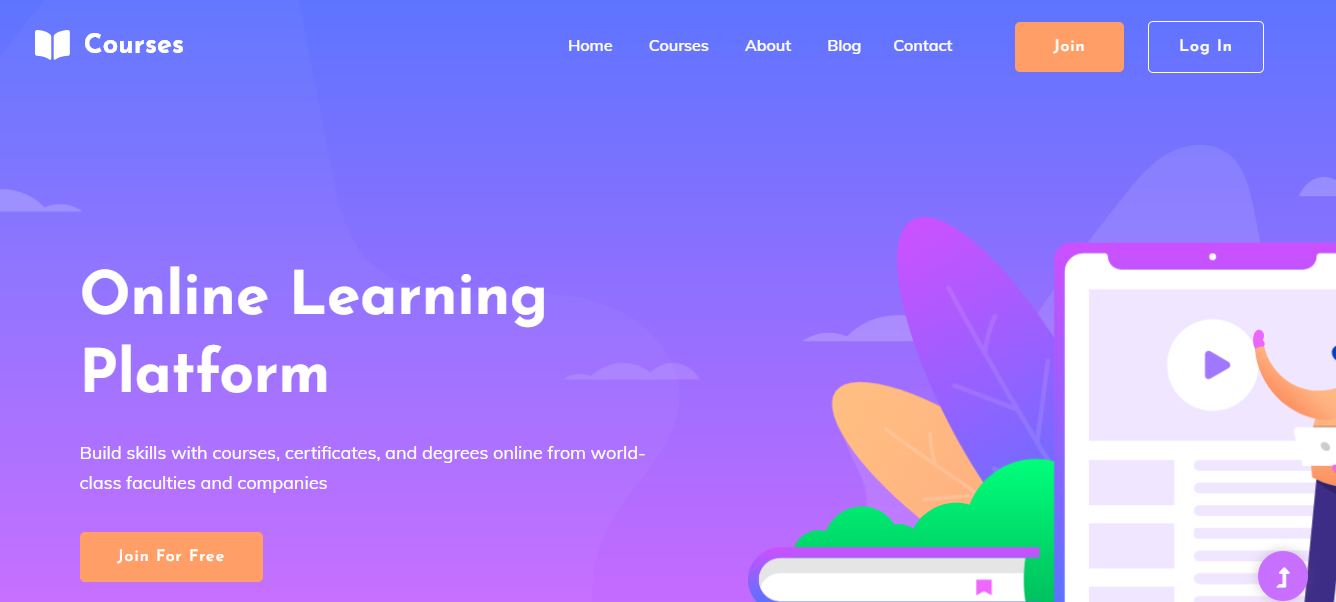 Courses
Home Courses About Blog Contact Join Log In
Online Learning
Platform
Build skills with courses, certificates, and degrees online from world-
class faculties and companies
Join For Free